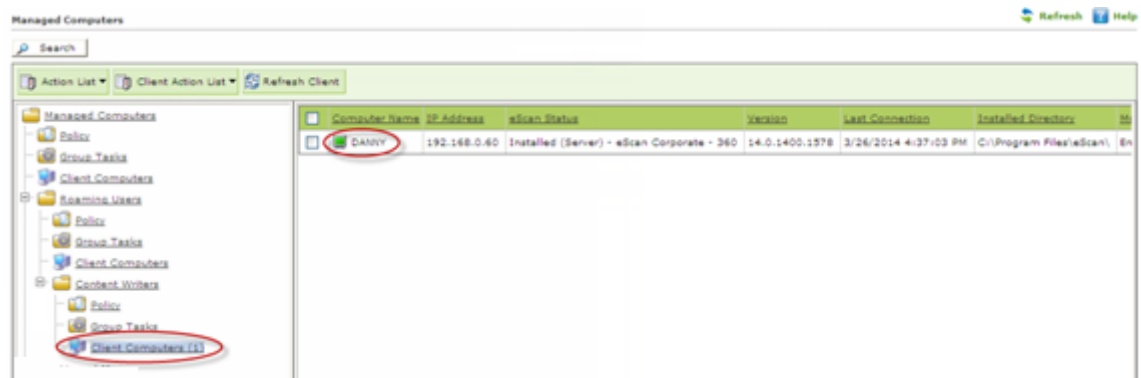 Managed Computers
Refresh Help
Search
Action List Client Action List Refresh Client
Managed Computers
Policy
Group Tasks
Client Computers
Roaming Users
Policy
Group Tasks
Client Computers
Content Writers
Policy
Group Tasks
Client Computers (1)
Computer Name IP Address eScan Status Version Last Connection Installed Directory
DANNY 192.168.0.60 Installed (Server) - eScan Corporate - 360 14.0.1400.1578 3/26/2014 4:37:03 PM C:\Program Files\eScan\ En